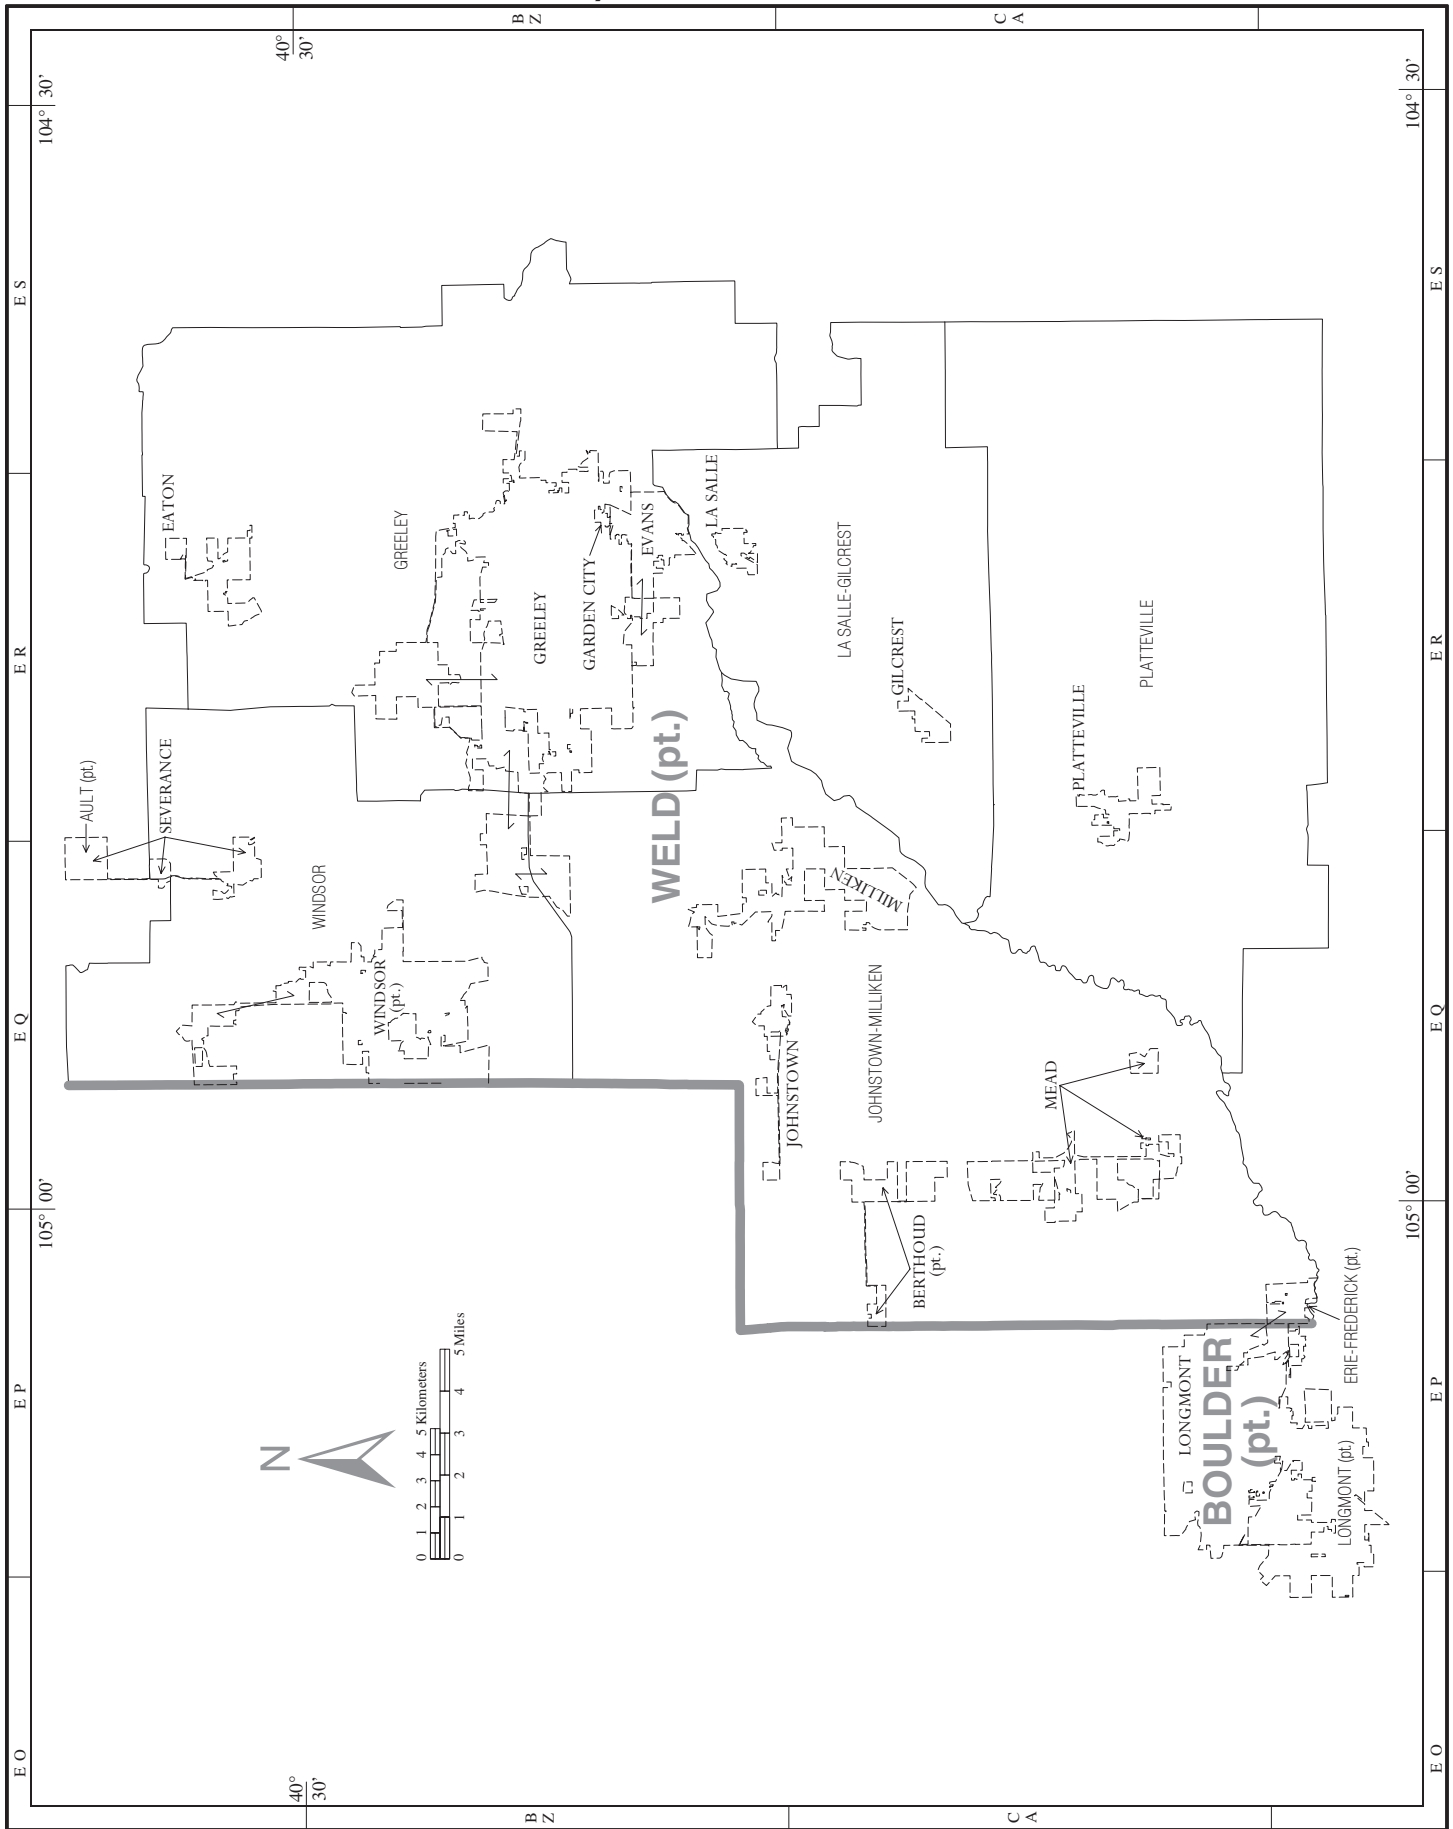 E O
E P
E Q
E R
E S
105° 00'
104° 30'
AULT (pt)
SEVERANCE
EATON
40°
30'
40°
30'
N
WINDSOR
WINDSOR
(pt.)
GREELEY
0 1 2 3 4 5 Kilometers
0 1 2 3 4 5 Miles
B
Z
B
Z
GREELEY
GARDEN CITY
EVANS
WELD (pt.)
LA SALLE
JOHNSTOWN
MILLIKEN
LA SALLE-GILCREST
JOHNSTOWN-MILLIKEN
GILCREST
BERTHOUD
(pt.)
C
A
C
A
MEAD
PLATTEVILLE
PLATTEVILLE
LONGMONT
BOULDER
(pt.)
LONGMONT (pt)
ERIE-FREDERICK (pt.)
105° 00'
104° 30'
E O
E P
E Q
E R
E S